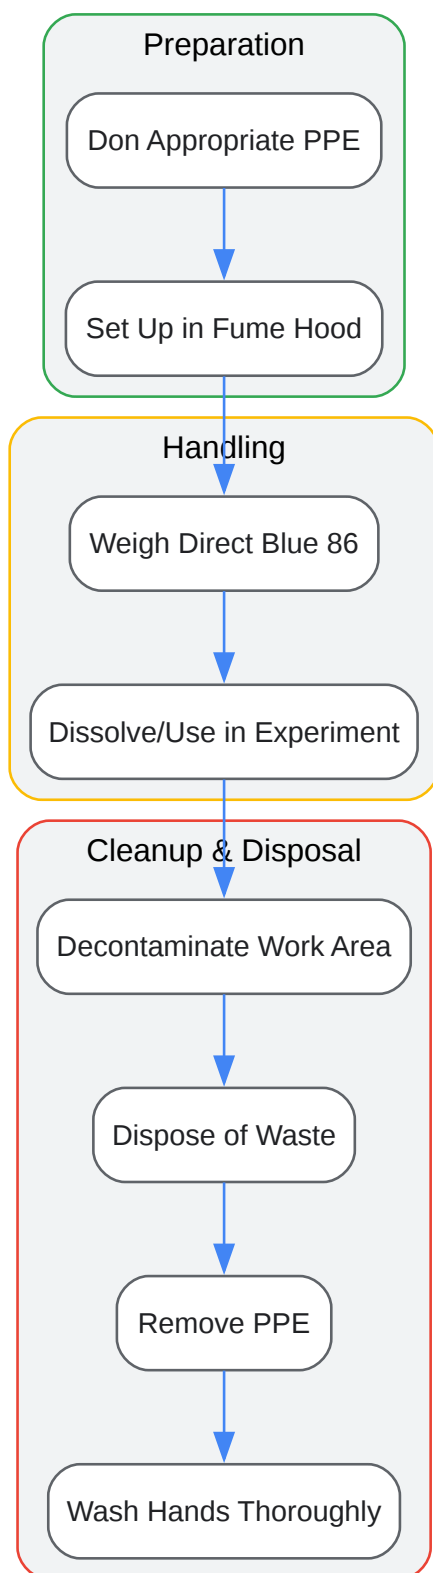 Preparation
Don Appropriate PPE
Set Up in Fume Hood
Handling
Weigh Direct Blue 86
Dissolve/Use in Experiment
Cleanup & Disposal
Decontaminate Work Area
Dispose of Waste
Remove PPE
Wash Hands Thoroughly